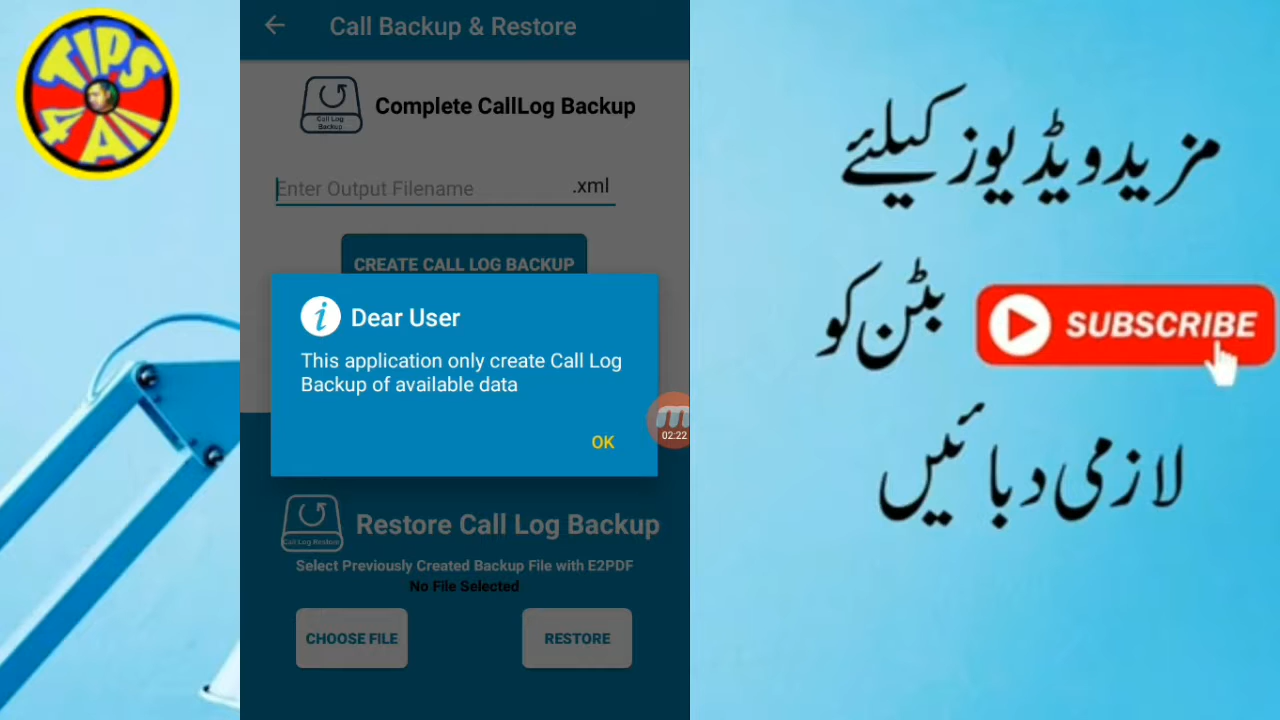 TIPS
4 All
Call Backup & Restore
Call Log
Backup
Complete CallLog Backup
Enter Output Filename
.xml
CREATE CALL LOG BACKUP
Dear User
This application only create Call Log
Backup of available data
OK
02:22
Call Log Restore
Restore Call Log Backup
Select Previously Created Backup File with E2PDF
No File Selected
CHOOSE FILE
RESTORE
مزید ویڈیوز کیلئے
SUBSCRIBE بٹن کو
لازمی دبائیں